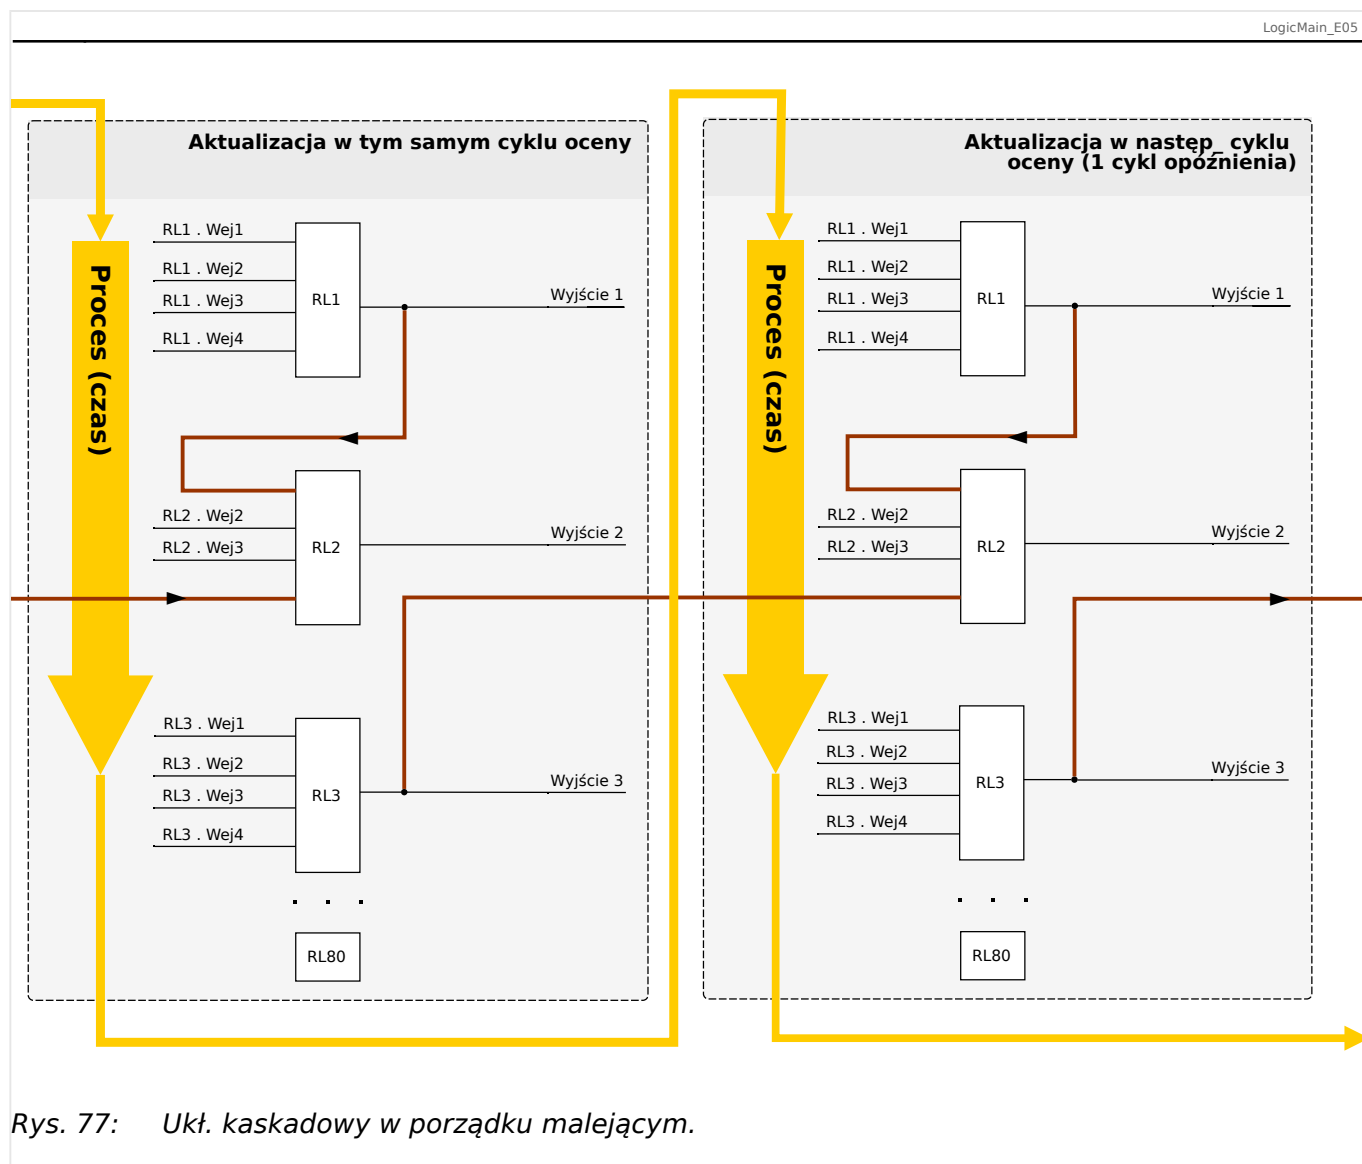 LogicMain_E05
Aktualizacja w tym samym cyklu oceny
Proces (czas)
RL1 . Wej1
RL1 . Wej2
RL1 . Wej3
RL1 . Wej4
RL1
Wyjście 1
RL2 . Wej2
RL2 . Wej3
RL2
Wyjście 2
RL3 . Wej1
RL3 . Wej2
RL3 . Wej3
RL3 . Wej4
RL3
Wyjście 3
. . .
RL80
Aktualizacja w następ_ cyklu
oceny (1 cykl opóźnienia)
Proces (czas)
RL1 . Wej1
RL1 . Wej2
RL1 . Wej3
RL1 . Wej4
RL1
Wyjście 1
RL2 . Wej2
RL2 . Wej3
RL2
Wyjście 2
RL3 . Wej1
RL3 . Wej2
RL3 . Wej3
RL3 . Wej4
RL3
Wyjście 3
. . .
RL80
Rys. 77: Ukł. kaskadowy w porządku malejącym.